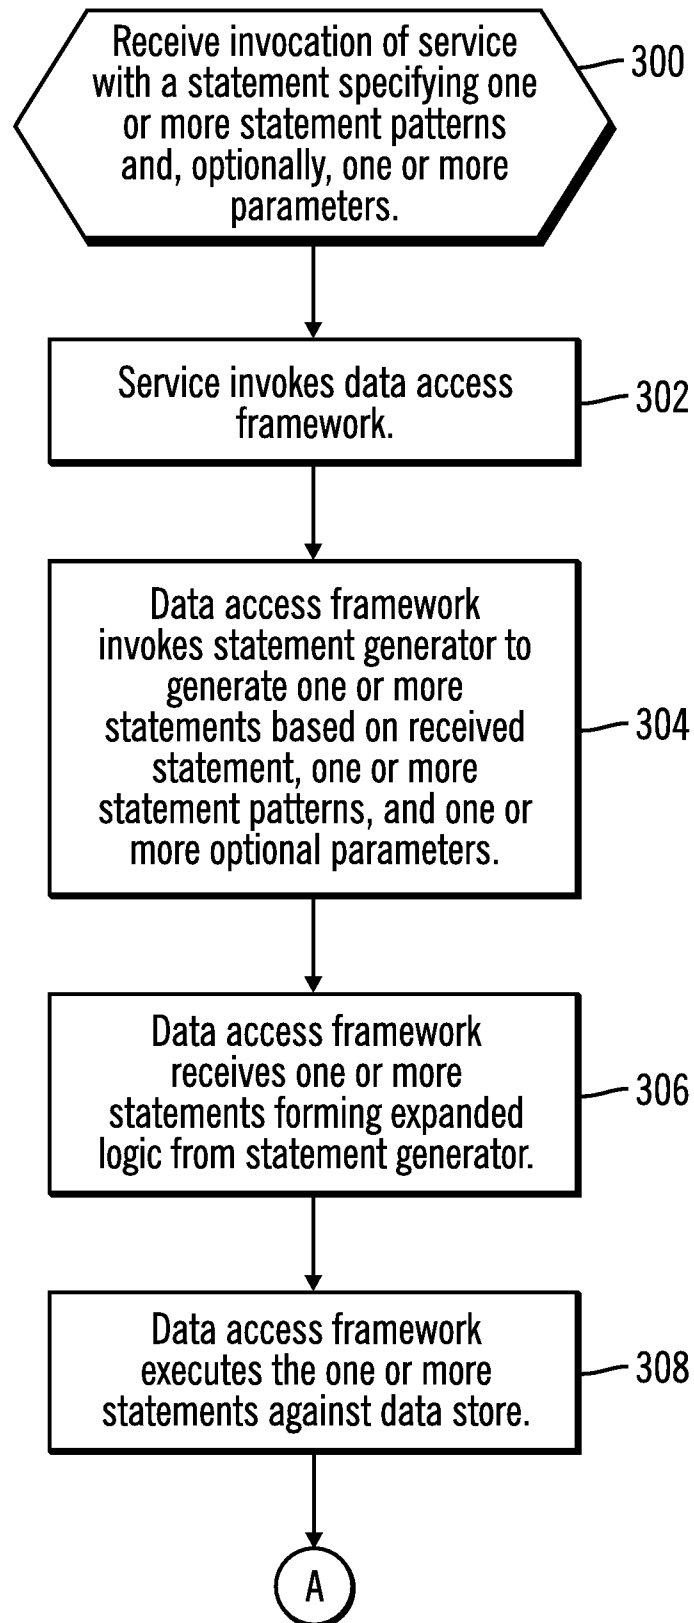 Receive invocation of service
with a statement specifying one
or more statement patterns
and, optionally, one or more
parameters.
300
Service invokes data access
framework.
302
Data access framework
invokes statement generator to
generate one or more
statements based on received
statement, one or more
statement patterns, and one or
more optional parameters.
304
Data access framework
receives one or more
statements forming expanded
logic from statement generator.
306
Data access framework
executes the one or more
statements against data store.
308
A